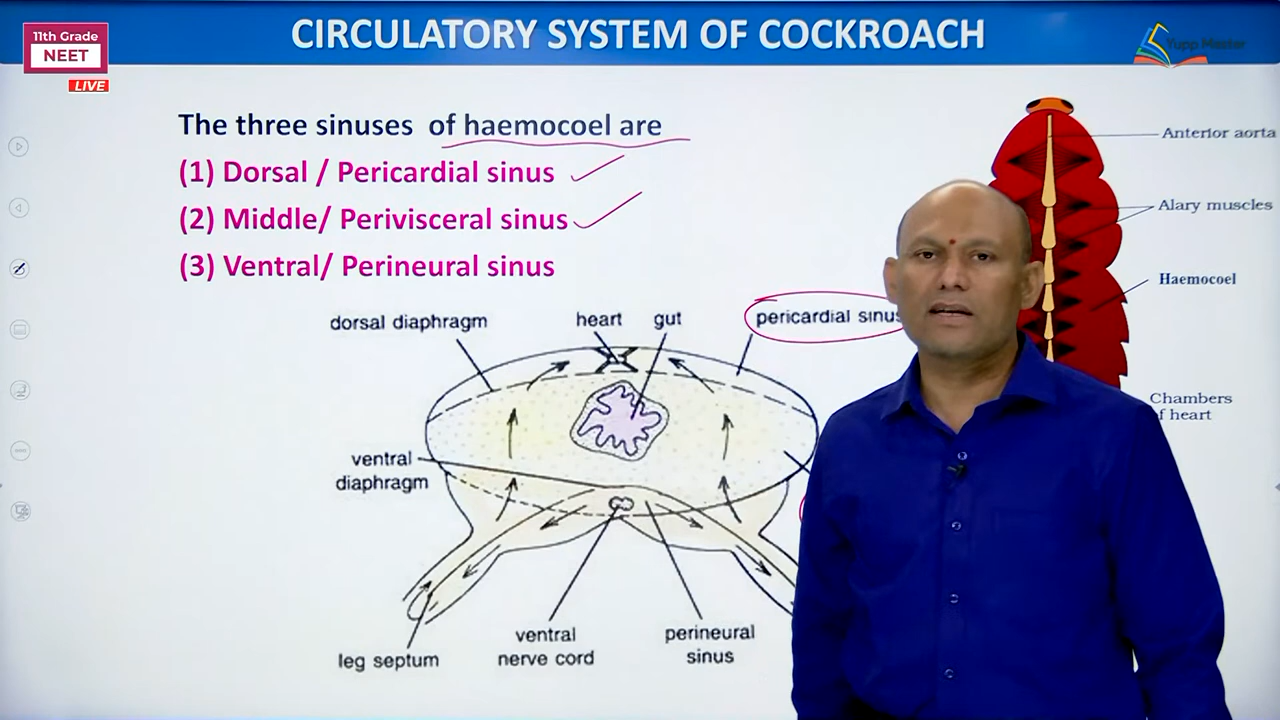 11th Grade
NEET
LIVE
CIRCULATORY SYSTEM OF COCKROACH
Yupp Master
The three sinuses of haemocoel are
(1) Dorsal / Pericardial sinus
(2) Middle/ Perivisceral sinus
(3) Ventral/ Perineural sinus
dorsal diaphragm
heart
gut
pericardial sinus
ventral
diaphragm
leg septum
ventral
nerve cord
perineural
sinus
Anterior aorta
Alary muscles
Haemocoel
Chambers
of heart